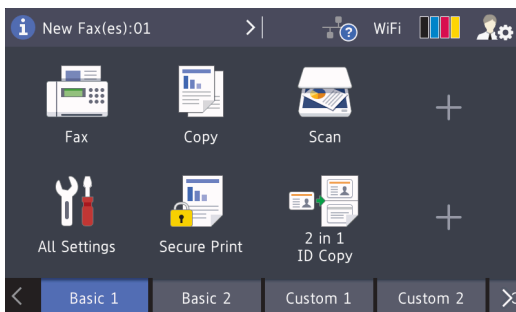 New Fax(es):01
WiFi
Fax
Copy
Scan
All Settings
Secure Print
2 in 1
ID Copy
Basic 1
Basic 2
Custom 1
Custom 2